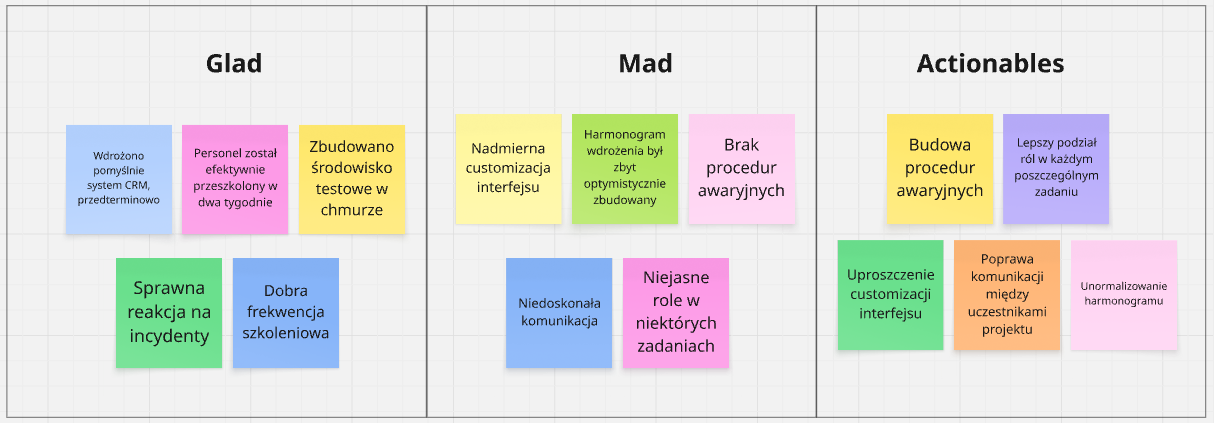 Glad
Wdrożono
pomyślnie
system CRM,
przedterminowo
Personel został
efektywnie
przeszkolony w
dwa tygodnie
Zbudowano
środowisko
testowe w
chmurze
Sprawna
reakcja na
incydenty
Dobra
frekwencja
szkoleniowa
Mad
Nadmierna
customizacja
interfejsu
Harmonogram
wdrożenia był
zbyt
optymistycznie
zbudowany
Brak
procedur
awaryjnych
Niedoskonała
komunikacja
Niejasne
role w
niektórych
zadaniach
Actionables
Budowa
procedur
awaryjnych
Lepszy podział
ról w każdym
poszczególnym
zadaniu
Uproszczenie
customizacji
interfejsu
Poprawa
komunikacji
między
uczestnikami
projektu
Unormalizowanie
harmonogramu